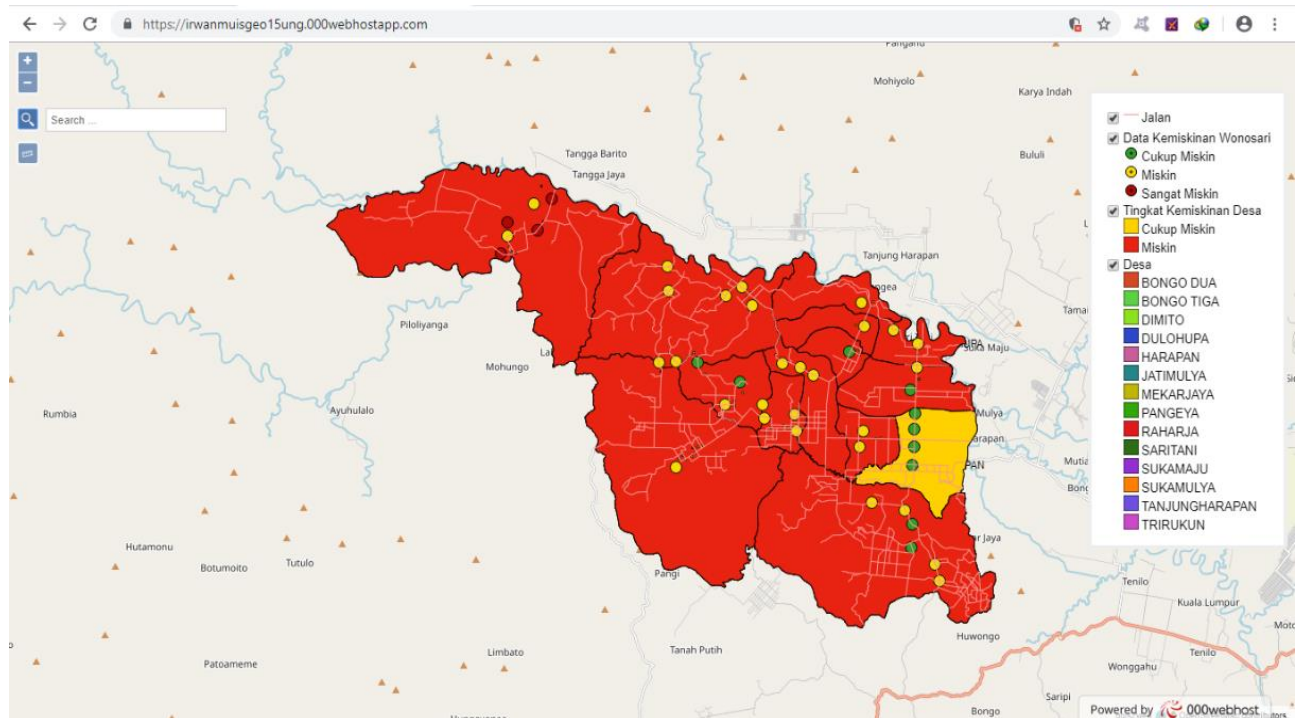 https://irwanmuisgeo15ung.000webhostapp.com
+
−
Search ...
Mohiyolo
Karya Indah
Bululi
Tangga Barito
Tangga Jaya
Tanjung Harapan
Piloliyanga
Mohungo
Ayuhulalo
Rumbia
Hutamonu
Botumoito
Tutulo
Pangi
Patoameme
Limbato
Tanah Putih
Huwongo
Tenilo
Kuala Lumpur
Tenilo
Wonggahu
Saripi
Bongo
Jalan
Data Kemiskinan Wonosari
Cukup Miskin
Miskin
Sangat Miskin
Tingkat Kemiskinan Desa
Cukup Miskin
Miskin
Desa
BONGO DUA
BONGO TIGA
DIMITO
DULOHUPA
HARAPAN
JATIMULYA
MEKARJAYA
PANGEYA
RAHARJA
SARITANI
SUKAMAJU
SUKAMULYA
TANJUNGHARAPAN
TRIRUKUN
Powered by 000webhost